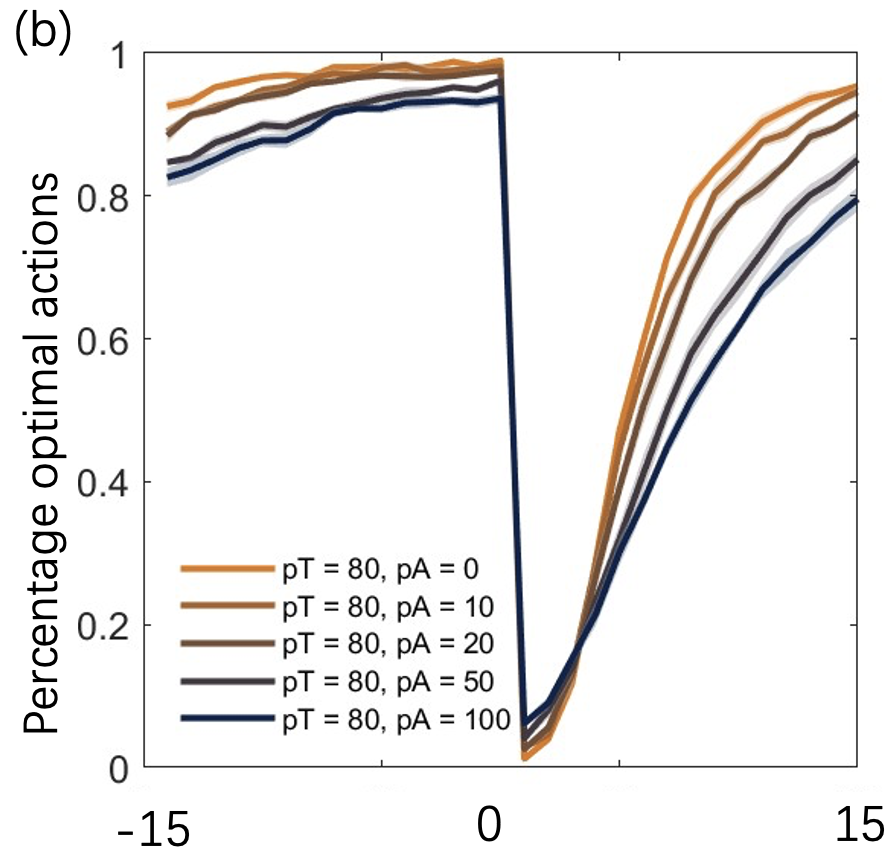 (b)
Percentage optimal actions
1
0.8
0.6
0.4
0.2
0
pT = 80, pA = 0
pT = 80, pA = 10
pT = 80, pA = 20
pT = 80, pA = 50
pT = 80, pA = 100
-15 0 15